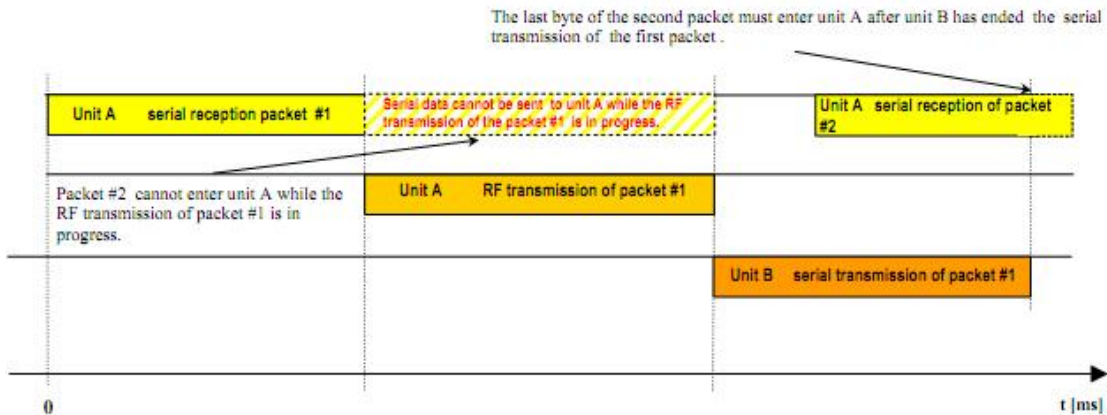 The last byte of the second packet must enter unit A after unit B has ended the serial
transmission of the first packet .
Unit A serial reception packet #1
Serial data cannot be sent to unit A while the RF
transmission of the packet #1 is in progress.
Unit A serial reception of packet
#2
Packet #2 cannot enter unit A while the
RF transmission of packet #1 is in
progress.
Unit A RF transmission of packet #1
Unit B serial transmission of packet #1
0
t [ms]